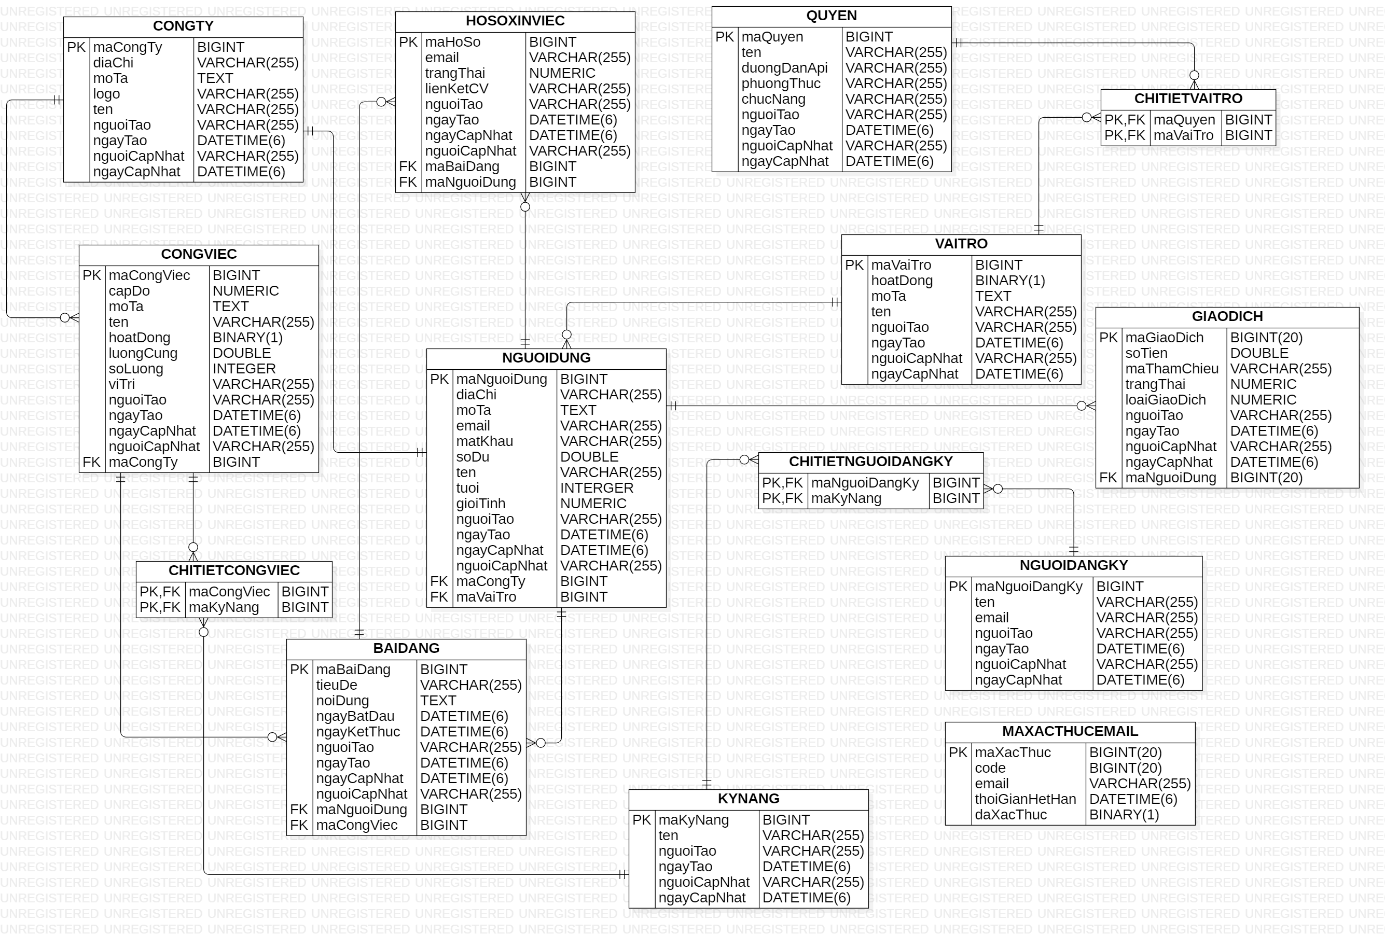 CONGTY
PK maCongTy BIGINT
diaChi VARCHAR(255)
moTa TEXT
logo VARCHAR(255)
ten VARCHAR(255)
nguoiTao VARCHAR(255)
ngayTao DATETIME(6)
nguoiCapNhat VARCHAR(255)
ngayCapNhat DATETIME(6)
HOSOXINVIEC
PK maHoSo BIGINT
email VARCHAR(255)
trangThai NUMERIC
lienKetCV VARCHAR(255)
nguoiTao VARCHAR(255)
ngayTao DATETIME(6)
ngayCapNhat DATETIME(6)
nguoiCapNhat VARCHAR(255)
FK maBaiDang BIGINT
FK maNguoiDung BIGINT
QUYEN
PK maQuyen BIGINT
ten VARCHAR(255)
duongDanApi VARCHAR(255)
phuongThuc VARCHAR(255)
chucNang VARCHAR(255)
nguoiTao VARCHAR(255)
ngayTao DATETIME(6)
nguoiCapNhat VARCHAR(255)
ngayCapNhat DATETIME(6)
CHITIETVAITRO
PK,FK maQuyen BIGINT
PK,FK maVaiTro BIGINT
CONGVIEC
PK maCongViec BIGINT
capDo NUMERIC
moTa TEXT
ten VARCHAR(255)
hoatDong BINARY(1)
luongCung DOUBLE
soLuong INTEGER
viTri VARCHAR(255)
nguoiTao VARCHAR(255)
ngayTao DATETIME(6)
ngayCapNhat DATETIME(6)
nguoiCapNhat VARCHAR(255)
FK maCongTy BIGINT
VAITRO
PK maVaiTro BIGINT
hoatDong BINARY(1)
moTa TEXT
ten VARCHAR(255)
nguoiTao VARCHAR(255)
ngayTao DATETIME(6)
nguoiCapNhat VARCHAR(255)
ngayCapNhat DATETIME(6)
GIAODICH
PK maGiaoDich BIGINT(20)
soTien DOUBLE
maThamChieu VARCHAR(255)
trangThai NUMERIC
loaiGiaoDich NUMERIC
nguoiTao VARCHAR(255)
ngayTao DATETIME(6)
nguoiCapNhat VARCHAR(255)
ngayCapNhat DATETIME(6)
FK maNguoiDung BIGINT(20)
NGUOIDUNG
PK maNguoiDung BIGINT
diaChi VARCHAR(255)
moTa TEXT
email VARCHAR(255)
matKhau VARCHAR(255)
soDu DOUBLE
ten VARCHAR(255)
tuoi INTERGER
gioiTinh NUMERIC
nguoiTao VARCHAR(255)
ngayTao DATETIME(6)
ngayCapNhat DATETIME(6)
nguoiCapNhat VARCHAR(255)
FK maCongTy BIGINT
FK maVaiTro BIGINT
CHITIETNGUOIDANGKY
PK,FK maNguoiDangKy BIGINT
PK,FK maKyNang BIGINT
CHITIETCONGVIEC
PK,FK maCongViec BIGINT
PK,FK maKyNang BIGINT
NGUOIDANGKY
PK maNguoiDangKy BIGINT
ten VARCHAR(255)
email VARCHAR(255)
nguoiTao VARCHAR(255)
ngayTao DATETIME(6)
nguoiCapNhat VARCHAR(255)
ngayCapNhat DATETIME(6)
BAIDANG
PK maBaiDang BIGINT
tieuDe VARCHAR(255)
noiDung TEXT
ngayBatDau DATETIME(6)
ngayKetThuc DATETIME(6)
nguoiTao VARCHAR(255)
ngayTao DATETIME(6)
ngayCapNhat DATETIME(6)
nguoiCapNhat VARCHAR(255)
FK maNguoiDung BIGINT
FK maCongViec BIGINT
MAXACTHUCEMAIL
PK maXacThuc BIGINT(20)
code BIGINT(20)
email VARCHAR(255)
thoiGianHetHan DATETIME(6)
daXacThuc BINARY(1)
KYNANG
PK maKyNang BIGINT
ten VARCHAR(255)
nguoiTao VARCHAR(255)
ngayTao DATETIME(6)
nguoiCapNhat VARCHAR(255)
ngayCapNhat DATETIME(6)